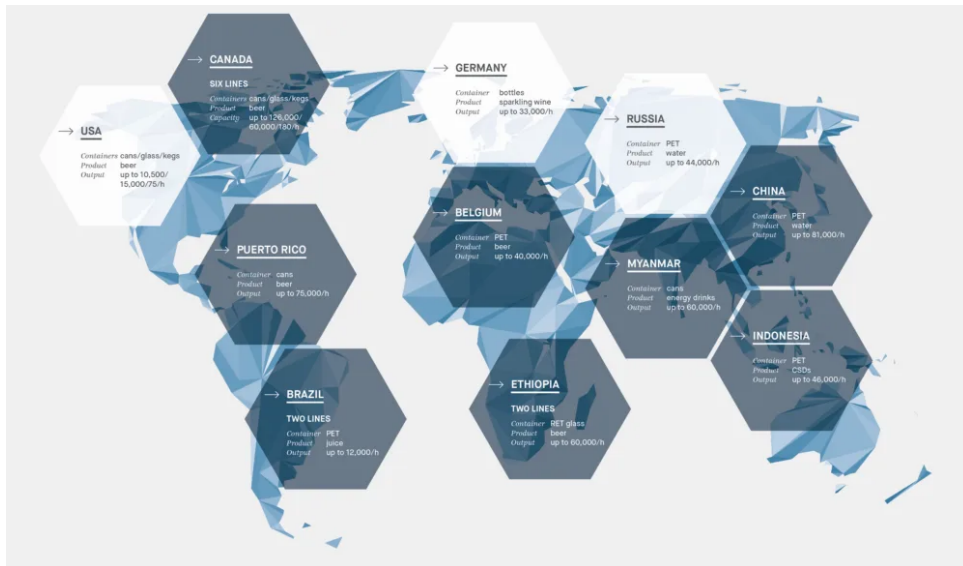 → CANADA
SIX LINES
Containers cans/glass/kegs
Product beer
Capacity up to 126,000/
60,000/180/h
→ GERMANY
Container bottles
Product sparkling wine
Output up to 33,000/h
→ USA
Containers cans/glass/kegs
Product beer
Output up to 10,500/
15,000/75/h
→ RUSSIA
Container PET
Product water
Output up to 44,000/h
→ CHINA
Container PET
Product water
Output up to 81,000/h
→ BELGIUM
Container PET
Product beer
Output up to 40,000/h
→ PUERTO RICO
Container cans
Product beer
Output up to 75,000/h
→ MYANMAR
Container cans
Product energy drinks
Output up to 60,000/h
→ INDONESIA
Container PET
Product CSDs
Output up to 46,000/h
→ BRAZIL
TWO LINES
Container PET
Product juice
Output up to 12,000/h
→ ETHIOPIA
TWO LINES
Container RET glass
Product beer
Output up to 60,000/h